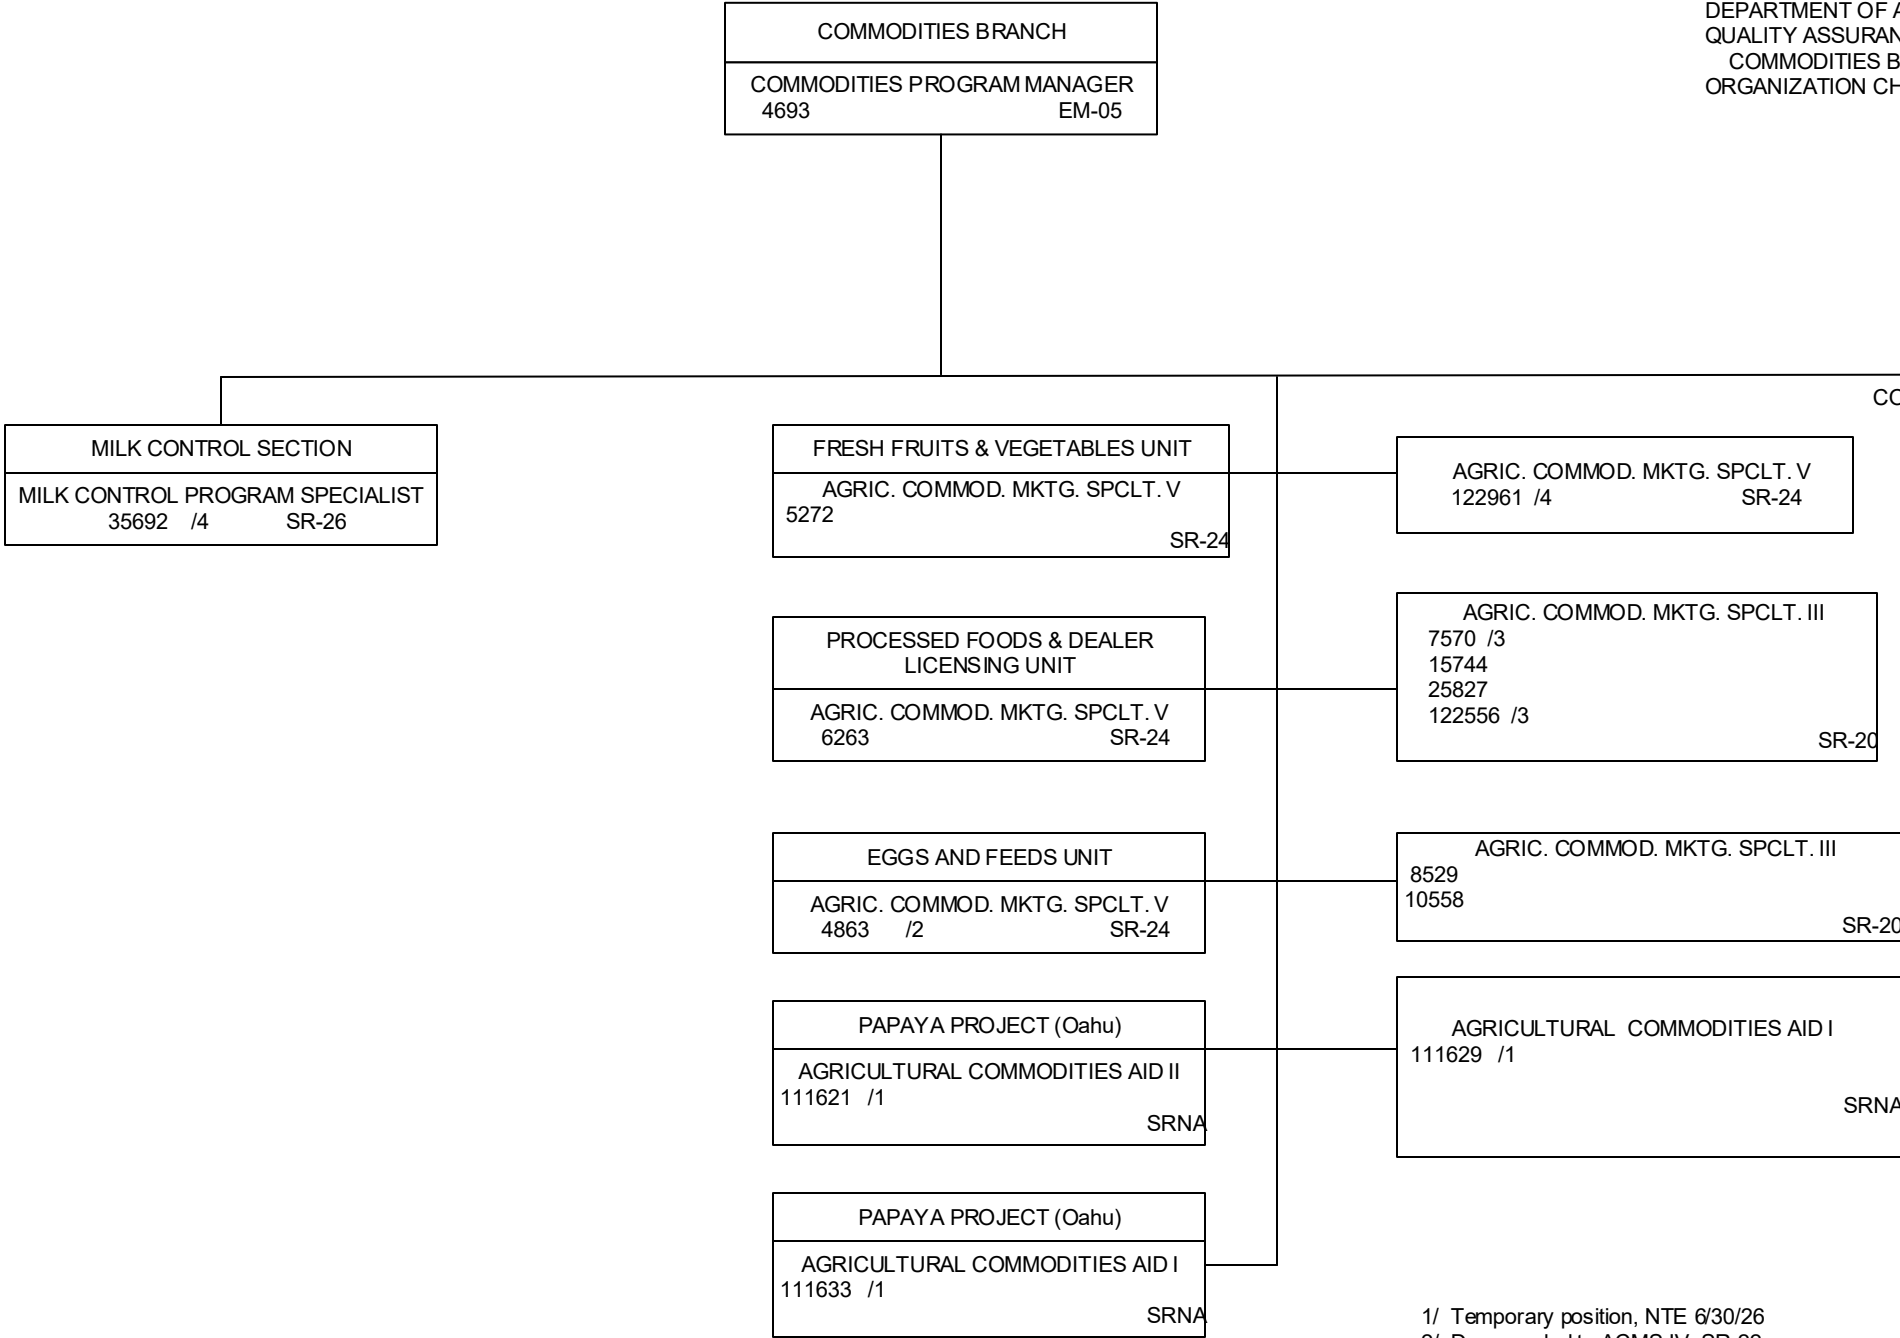 COMMODITIES BRANCH
COMMODITIES PROGRAM MANAGER
4693 EM-05
DEPARTMENT OF
QUALITY
COMMODITIES
ORGANIZATION
MILK CONTROL SECTION
MILK CONTROL PROGRAM SPECIALIST
35692 /4 SR-26
FRESH FRUITS & VEGETABLES UNIT
AGRIC. COMMOD. MKTG. SPCLT. V
5272
SR-24
AGRIC. COMMOD. MKTG. SPCLT. V
122961 /4 SR-24
PROCESSED FOODS & DEALER
LICENSING UNIT
AGRIC. COMMOD. MKTG. SPCLT. V
6263 SR-24
AGRIC. COMMOD. MKTG. SPCLT. III
7570 /3
15744
25827
122556 /3
SR-20
EGGS AND FEEDS UNIT
AGRIC. COMMOD. MKTG. SPCLT. V
4863 /2 SR-24
AGRIC. COMMOD. MKTG. SPCLT. III
8529
10558
SR-20
PAPAYA PROJECT (Oahu)
AGRICULTURAL COMMODITIES AID II
111621 /1
SRNA
AGRICULTURAL COMMODITIES AID I
111629 /1
SRNA
PAPAYA PROJECT (Oahu)
AGRICULTURAL COMMODITIES AID I
111633 /1
SRNA
1/ Temporary position, NTE 6/30/26